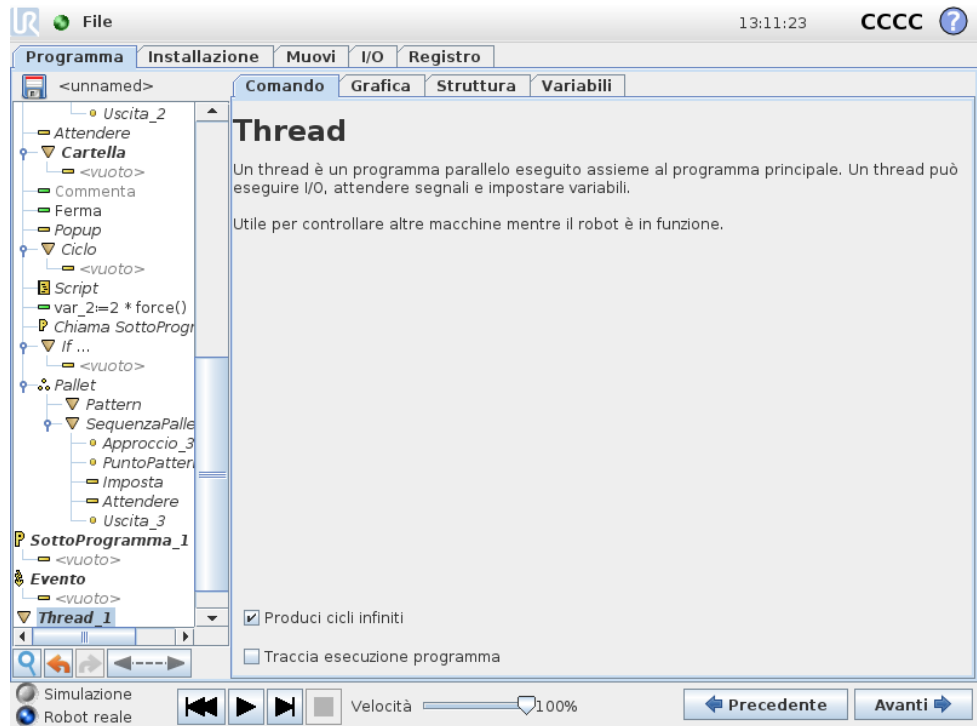 UR File 13:11:23 CCCC ?
Programma Installazione Muovi I/O Registro
<unnamed>
Comando Grafica Struttura Variabili
Uscita_2
Attendere
Cartella
<vuoto>
Commenta
Ferma
Popup
Ciclo
<vuoto>
Script
var_2:=2 * force()
Chiama SottoProgr
If ...
<vuoto>
Pallet
Pattern
SequenzaPalle
Approccio_3
PuntoPatter
Imposta
Attendere
Uscita_3
SottoProgramma_1
<vuoto>
Evento
<vuoto>
Thread_1
Thread
Un thread è un programma parallelo eseguito assieme al programma principale. Un thread può
eseguire I/O, attendere segnali e impostare variabili.
Utile per controllare altre macchine mentre il robot è in funzione.
Produci cicli infiniti
Traccia esecuzione programma
Simulazione
Robot reale
Velocità 100%
Precedente Avanti